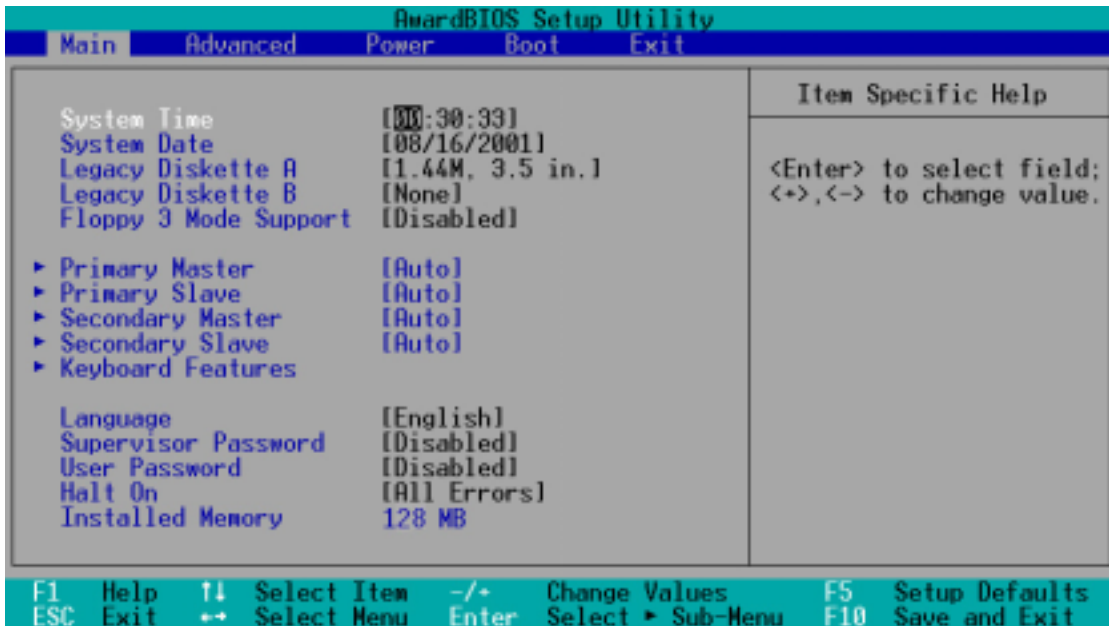 AwardBIOS Setup Utility
Main Advanced Power Boot Exit
System Time [00:30:33]
System Date [08/16/2001]
Legacy Diskette A [1.44M, 3.5 in.]
Legacy Diskette B [None]
Floppy 3 Mode Support [Disabled]
► Primary Master [Auto]
► Primary Slave [Auto]
► Secondary Master [Auto]
► Secondary Slave [Auto]
► Keyboard Features
Language [English]
Supervisor Password [Disabled]
User Password [Disabled]
Halt On [All Errors]
Installed Memory 128 MB
Item Specific Help
<Enter> to select field;
<+>,<-> to change value.
F1 Help ↑↓ Select Item -/+ Change Values F5 Setup Defaults
ESC Exit ←→ Select Menu Enter Select ► Sub-Menu F10 Save and Exit